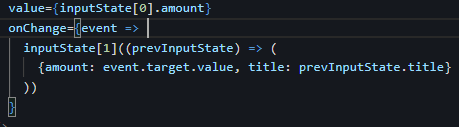 value={inputState[0].amount}
onChange={event =>
inputState[1]((prevInputState) => (
{amount: event.target.value, title: prevInputState.title}
))
}